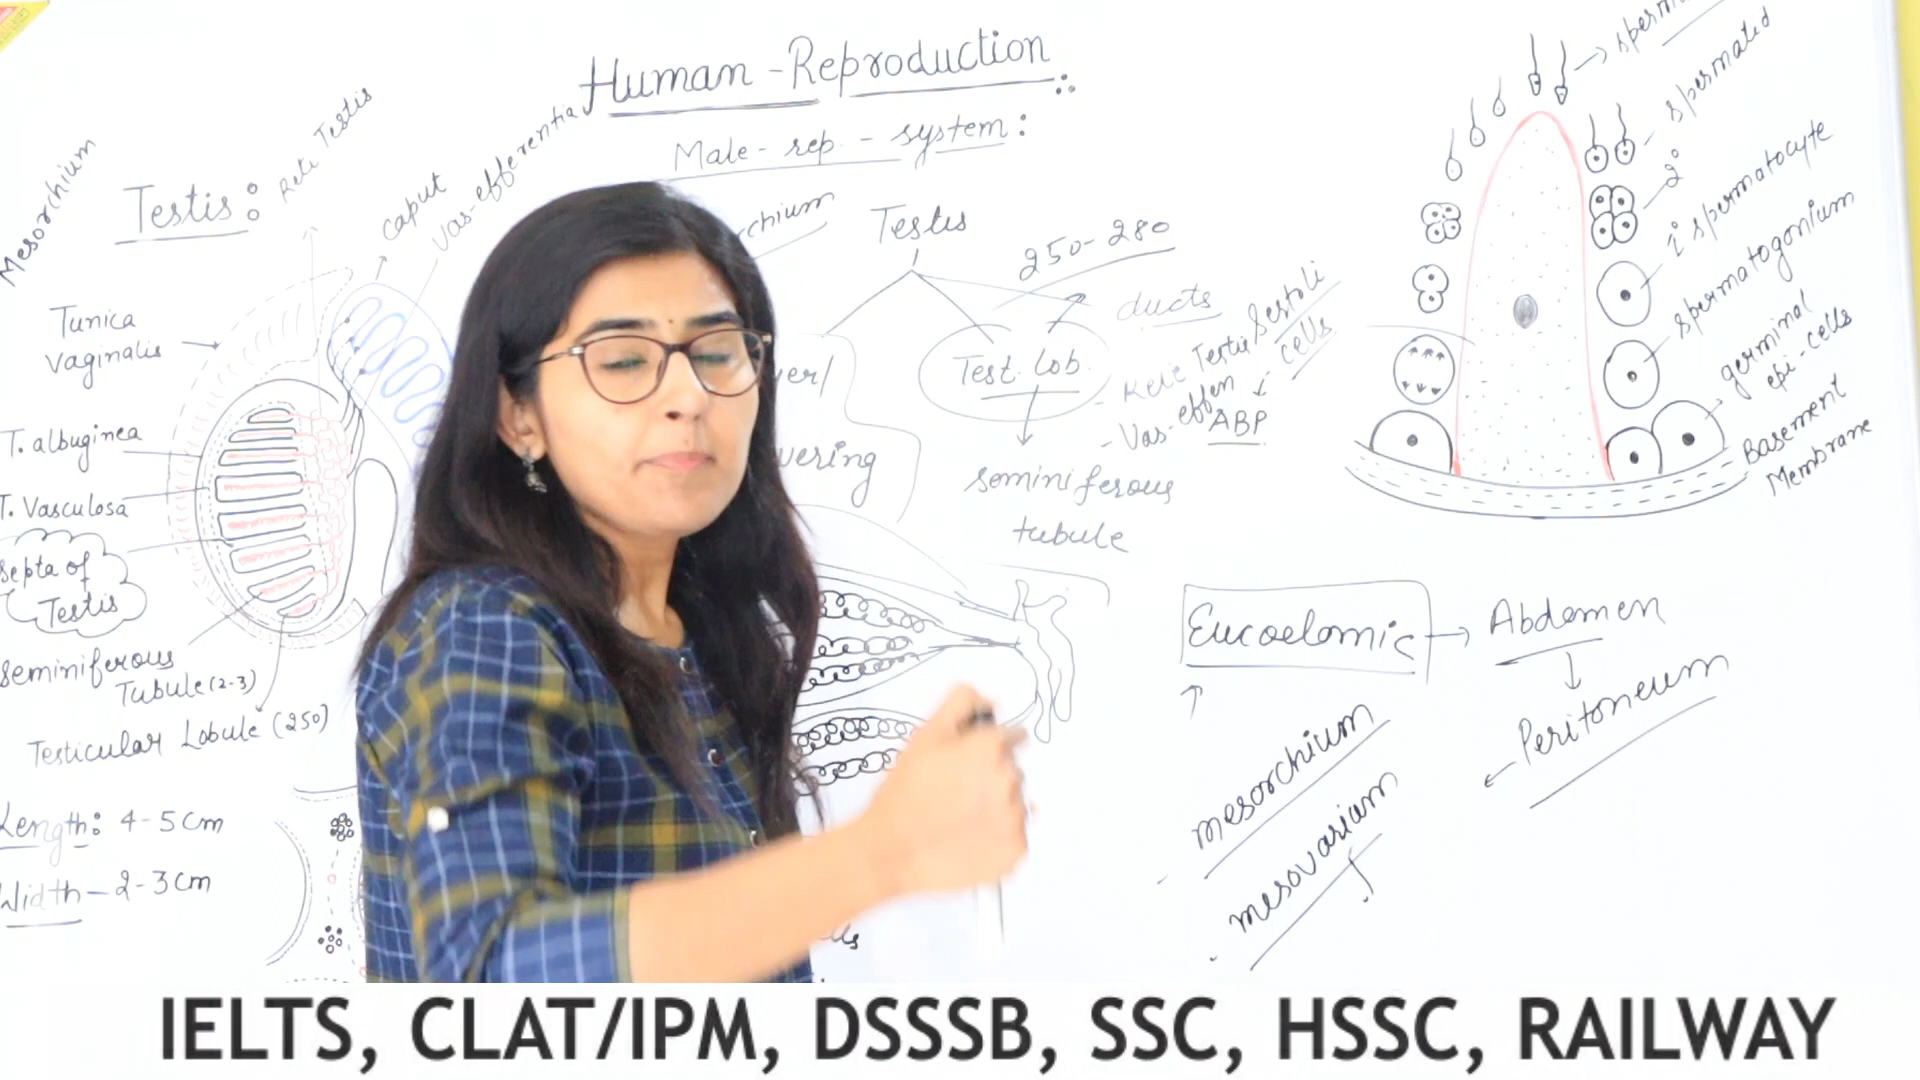 Human - Reproduction :
Male - rep. - system :
Mesorchium
Testis :
Rete Testis
caput
vas-efferentia
Tunica
vaginalis
T. albuginea
T. Vasculosa
septa of
Testis
seminiferous
Tubule (2-3)
Testicular Lobule (250)
Length : 4-5cm
Width - 2-3cm
Testis
250-280
ducts
Test. lob.
- Rete Testis
- Vas-effen
seminiferous
tubule
vering
Sertoli
cells
ABP
spermated
2°
1° spermatocyte
spermatogonium
germinal
epi-cells
Basement
Membrane
Eucoelomic → Abdomen
Peritoneum
mesorchium
mesovarium
IELTS, CLAT/IPM, DSSSB, SSC, HSSC, RAILWAY